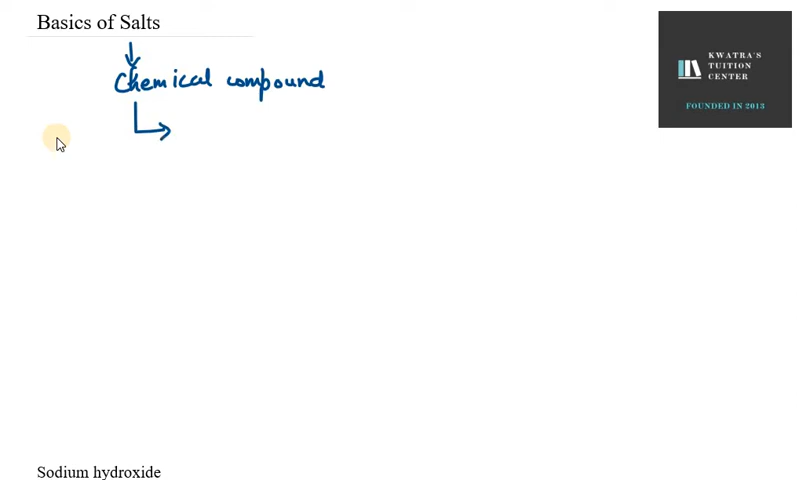 Basics of Salts
Chemical compound
KWATRA'S
TUITION
CENTER
FOUNDED IN 2013
Sodium hydroxide